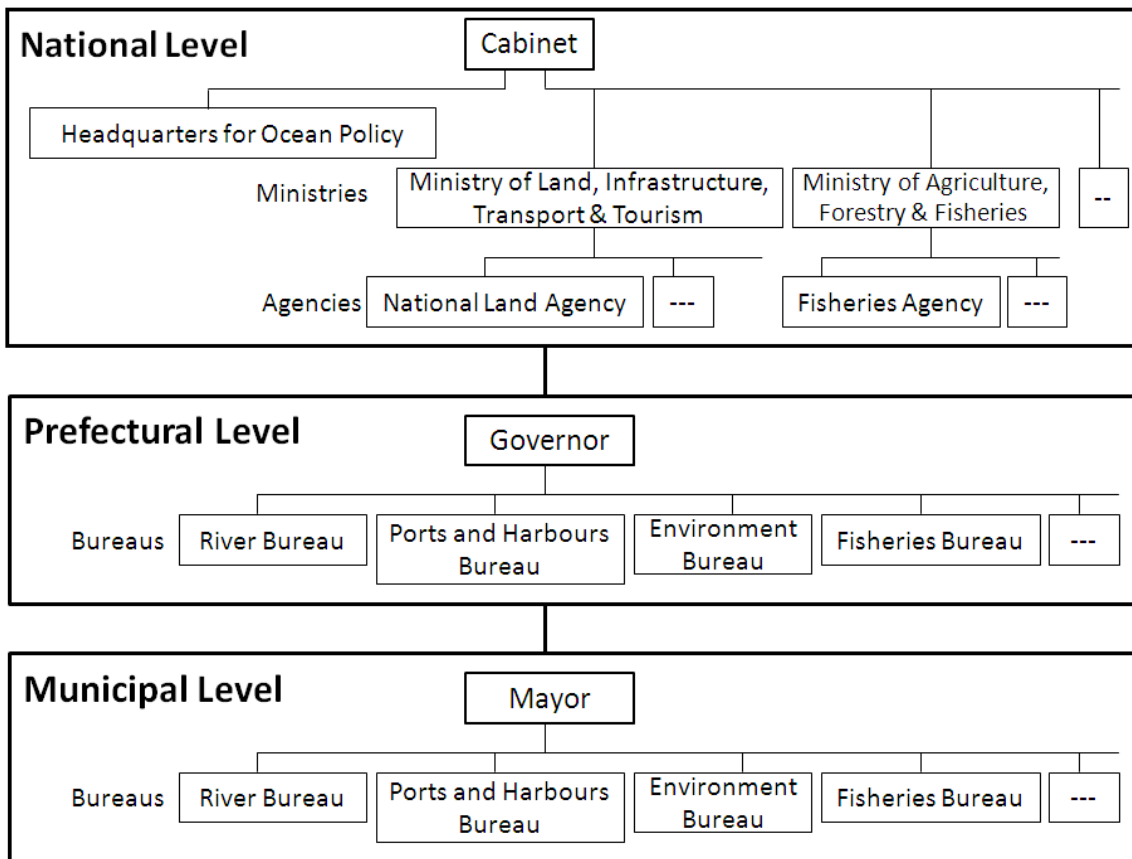 National Level
Cabinet
Headquarters for Ocean Policy
Ministries
Ministry of Land, Infrastructure,
Transport & Tourism
Ministry of Agriculture,
Forestry & Fisheries
--
Agencies
National Land Agency
---
Fisheries Agency
---
Prefectural Level
Governor
Bureaus
River Bureau
Ports and Harbours
Bureau
Environment
Bureau
Fisheries Bureau
---
Municipal Level
Mayor
Bureaus
River Bureau
Ports and Harbours
Bureau
Environment
Bureau
Fisheries Bureau
---